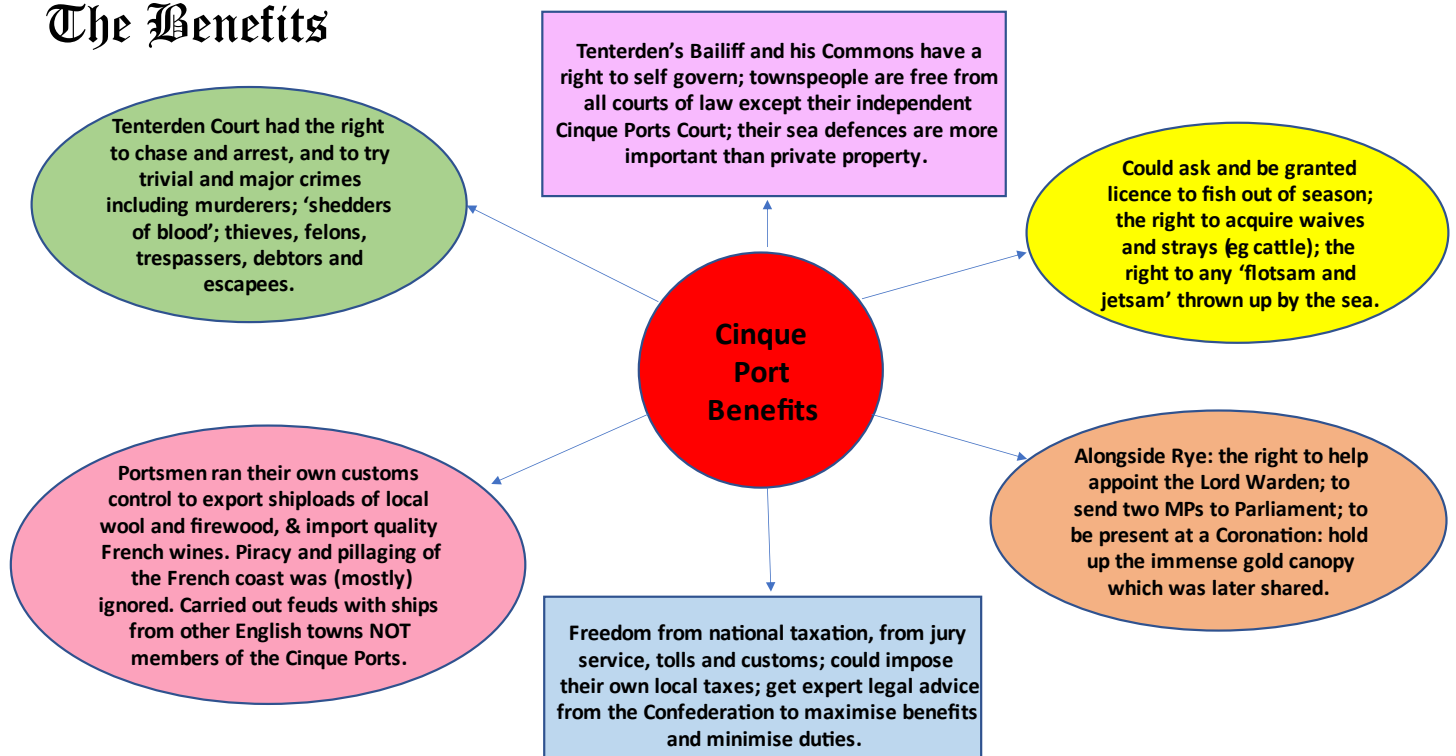 The Benefits
Tenterden’s Bailiff and his Commons have a
right to self govern; townspeople are free from
all courts of law except their independent
Cinque Ports Court; their sea defences are more
important than private property.
Tenterden Court had the right
to chase and arrest, and to try
trivial and major crimes
including murderers; ‘shedders
of blood’; thieves, felons,
trespassers, debtors and
escapees.
Could ask and be granted
licence to fish out of season;
the right to acquire waives
and strays (eg cattle); the
right to any ‘flotsam and
jetsam’ thrown up by the sea.
Cinque
Port
Benefits
Portsmen ran their own customs
control to export shiploads of local
wool and firewood, & import quality
French wines. Piracy and pillaging of
the French coast was (mostly)
ignored. Carried out feuds with ships
from other English towns NOT
members of the Cinque Ports.
Alongside Rye: the right to help
appoint the Lord Warden; to
send two MPs to Parliament; to
be present at a Coronation: hold
up the immense gold canopy
which was later shared.
Freedom from national taxation, from jury
service, tolls and customs; could impose
their own local taxes; get expert legal advice
from the Confederation to maximise benefits
and minimise duties.